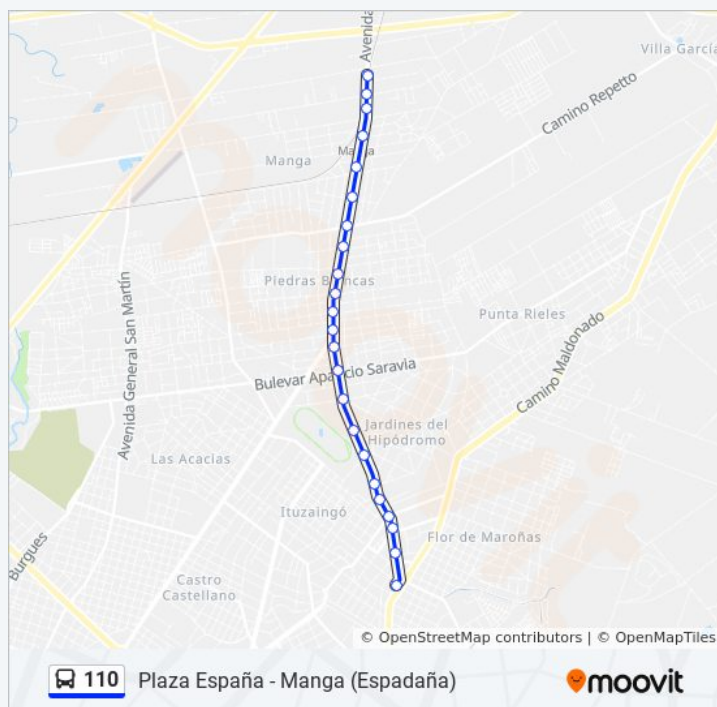 Avenida
Villa García
Camino Repetto
Manga
Manga
Piedras Blancas
Punta Rieles
Avenida General San Martín
Camino Maldonado
Bulevar Aparicio Saravia
Jardines del
Hipódromo
Las Acacias
Ituzaingó
Flor de Maroñas
Burgues
Castro
Castellano
© OpenStreetMap contributors | © OpenMapTiles
110 Plaza España - Manga (Espadaña)
moovit